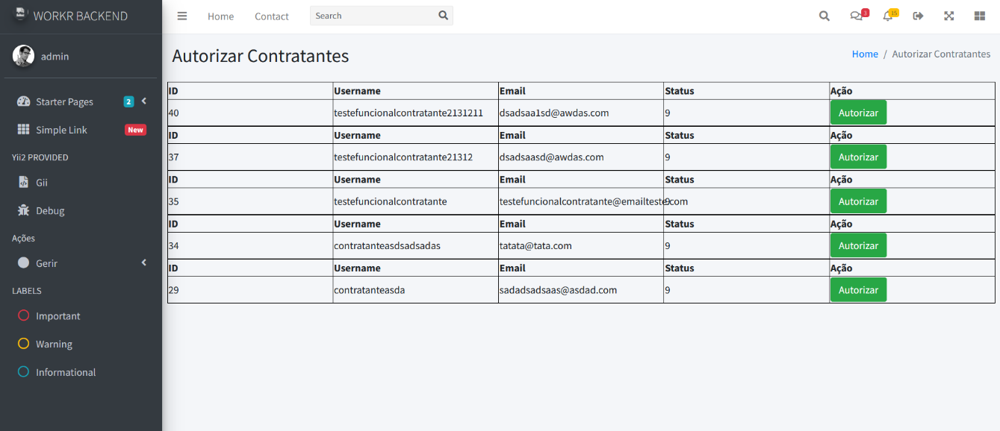 WORKR BACKEND
Home
Contact
Search
3
15
admin
Autorizar Contratantes
Home / Autorizar Contratantes
Starter Pages 2
Simple Link New
Yii2 PROVIDED
Gii
Debug
Ações
Gerir
LABELS
Important
Warning
Informational
ID Username Email Status Ação
40 testefuncionalcontratante2131211 dsadsaa1sd@awdas.com 9 Autorizar
ID Username Email Status Ação
37 testefuncionalcontratante21312 dsadsaasd@awdas.com 9 Autorizar
ID Username Email Status Ação
35 testefuncionalcontratante testefuncionalcontratante@emailteste.com 9 Autorizar
ID Username Email Status Ação
34 contratanteasdsadsadas tatata@tata.com 9 Autorizar
ID Username Email Status Ação
29 contratanteasda sadadsadsaas@asdad.com 9 Autorizar